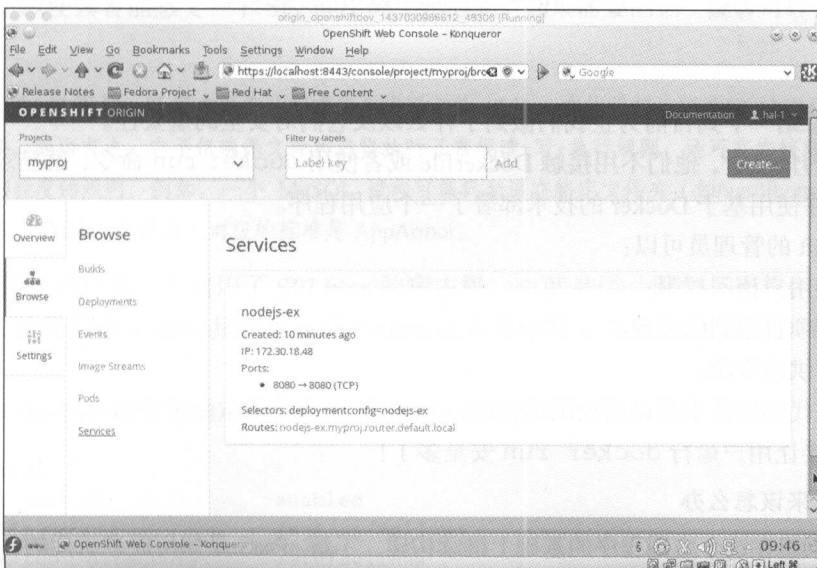 origin_openshiftdev_1437030986612_48306 [Running]
OpenShift Web Console – Konqueror
File Edit View Go Bookmarks Tools Settings Window Help
https://localhost:8443/console/project/myproj/bro
Google
Release Notes Fedora Project Red Hat Free Content
OPENSHIFT ORIGIN
Documentation hal-1
Projects
Filter by labels
myproj
Label key
Add
Create...
Overview
Browse
Settings
Browse
Builds
Deployments
Events
Image Streams
Pods
Services
Services
nodejs-ex
Created: 10 minutes ago
IP: 172.30.18.48
Ports:
• 8080 → 8080 (TCP)
Selectors: deploymentconfig=nodejs-ex
Routes: nodejs-ex.myproj.router.default.local
OpenShift Web Console – Konquer
09:46
Left ⌘